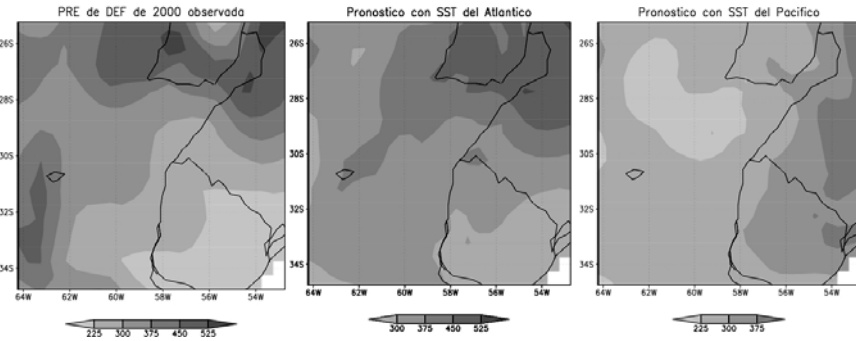 PRE de DEF de 2000 observada
26S
28S
30S
32S
34S
64W 62W 60W 58W 56W 54W
225 300 375 450 525
Pronostico con SST del Atlantico
26S
28S
30S
32S
34S
64W 62W 60W 58W 56W 54W
300 375 450 525
Pronostico con SST del Pacifico
26S
28S
30S
32S
34S
64W 62W 60W 58W 56W 54W
225 300 375